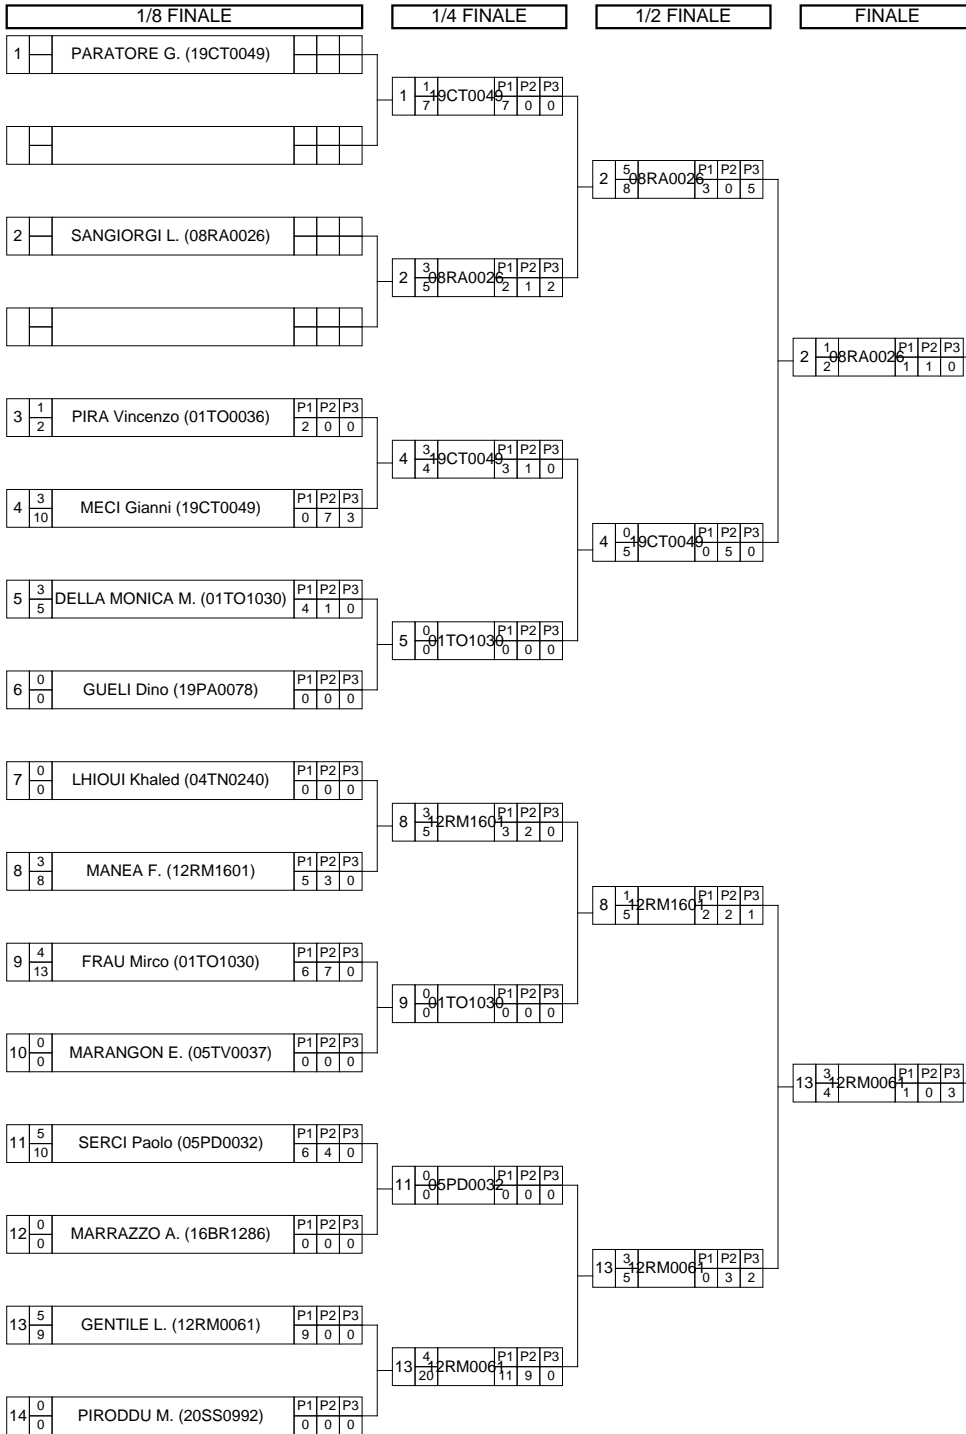 1/8 FINALE
1/4 FINALE
1/2 FINALE
FINALE
1 PARATORE G. (19CT0049)
1 1 7 19CT0049 P1 P2 P3 7 0 0
2 5 8 08RA0026 P1 P2 P3 3 0 5
2 SANGIORGI L. (08RA0026)
2 3 5 08RA0026 P1 P2 P3 2 1 2
2 1 2 08RA0026 P1 P2 P3 1 1 0
3 1 2 PIRA Vincenzo (01TO0036) P1 P2 P3 2 0 0
4 3 4 19CT0049 P1 P2 P3 3 1 0
4 3 10 MECI Gianni (19CT0049) P1 P2 P3 0 7 3
4 0 5 19CT0049 P1 P2 P3 0 5 0
5 3 5 DELLA MONICA M. (01TO1030) P1 P2 P3 4 1 0
5 0 0 01TO1030 P1 P2 P3 0 0 0
6 0 0 GUELI Dino (19PA0078) P1 P2 P3 0 0 0
7 0 0 LHIOUI Khaled (04TN0240) P1 P2 P3 0 0 0
8 3 5 12RM1601 P1 P2 P3 3 2 0
8 3 8 MANEA F. (12RM1601) P1 P2 P3 5 3 0
8 1 5 12RM1601 P1 P2 P3 2 2 1
9 4 13 FRAU Mirco (01TO1030) P1 P2 P3 6 7 0
9 0 0 01TO1030 P1 P2 P3 0 0 0
10 0 0 MARANGON E. (05TV0037) P1 P2 P3 0 0 0
13 3 4 12RM0061 P1 P2 P3 1 0 3
11 5 10 SERCI Paolo (05PD0032) P1 P2 P3 6 4 0
11 0 0 05PD0032 P1 P2 P3 0 0 0
12 0 0 MARRAZZO A. (16BR1286) P1 P2 P3 0 0 0
13 3 5 12RM0061 P1 P2 P3 0 3 2
13 5 9 GENTILE L. (12RM0061) P1 P2 P3 9 0 0
13 4 20 12RM0061 P1 P2 P3 11 9 0
14 0 0 PIRODDU M. (20SS0992) P1 P2 P3 0 0 0